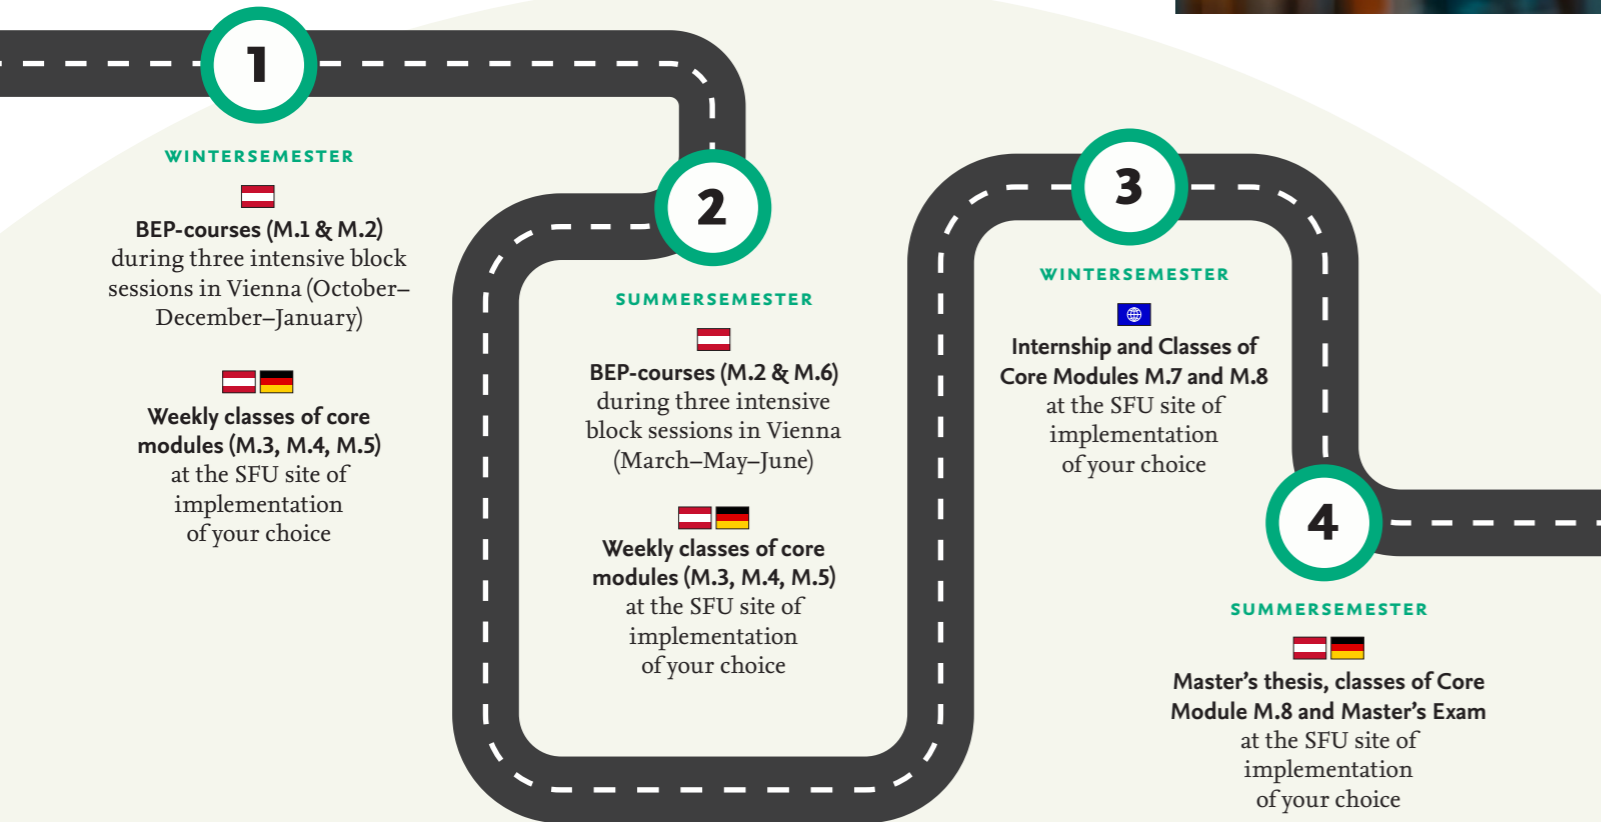 1
WINTERSEMESTER
BEP-courses (M.1 & M.2)
during three intensive block
sessions in Vienna (October–
December–January)
Weekly classes of core
modules (M.3, M.4, M.5)
at the SFU site of
implementation
of your choice
2
SUMMERSEMESTER
BEP-courses (M.2 & M.6)
during three intensive
block sessions in Vienna
(March–May–June)
Weekly classes of core
modules (M.3, M.4, M.5)
at the SFU site of
implementation
of your choice
3
WINTERSEMESTER
Internship and Classes of
Core Modules M.7 and M.8
at the SFU site of
implementation
of your choice
4
SUMMERSEMESTER
Master’s thesis, classes of Core
Module M.8 and Master’s Exam
at the SFU site of
implementation
of your choice